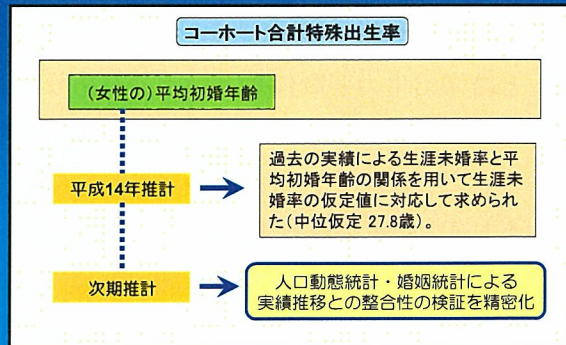 コーホート合計特殊出生率
(女性の)平均初婚年齢
平成14年推計
過去の実績による生涯未婚率と平
均初婚年齢の関係を用いて生涯未
婚率の仮定値に対応して求められ
た(中位仮定 27.8歳)。
次期推計
人口動態統計・婚姻統計による
実績推移との整合性の検証を精密化